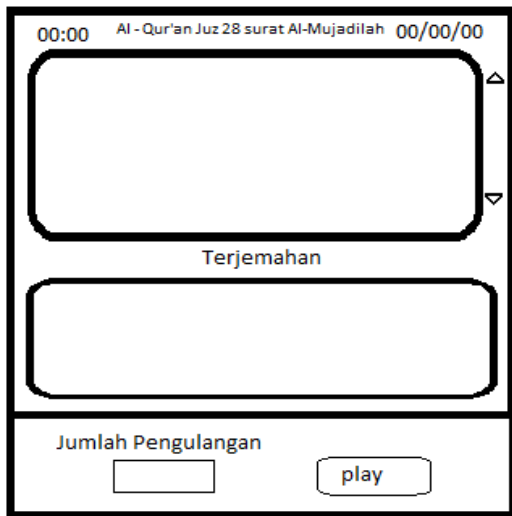 00:00 Al - Qur'an Juz 28 surat Al-Mujadilah 00/00/00
Terjemahan
Jumlah Pengulangan
play